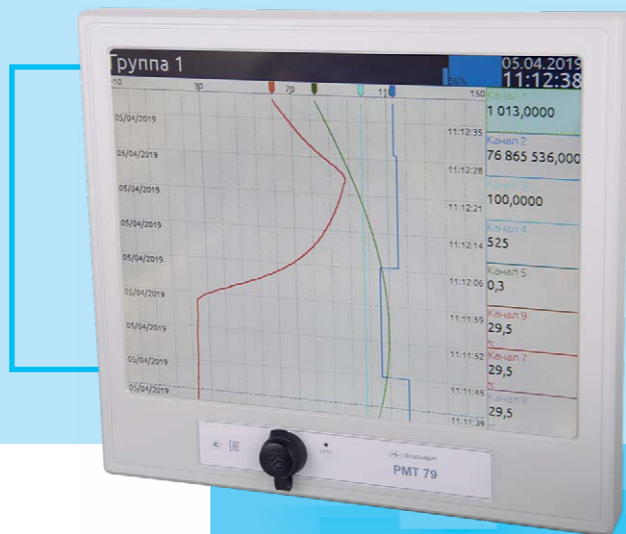 Группа 1
56%
05.04.2019
11:12:38
-10 30 70 110 150
05/04/2019
05/04/2019
05/04/2019
05/04/2019
05/04/2019
05/04/2019
05/04/2019
05/04/2019
05/04/2019
11:12:35
11:12:28
11:12:21
11:12:14
11:12:06
11:11:59
11:11:52
11:11:45
11:11:39
Канал 1
1 013,0000
Канал 2
76 865 536,000
Канал 3
100,0000
Канал 4
525
Канал 5
0,3
Канал 9
29,5
°C
Канал 7
29,5
°C
Канал 8
29,5
°C
ЕАС
СЕТЬ
РМТ 79